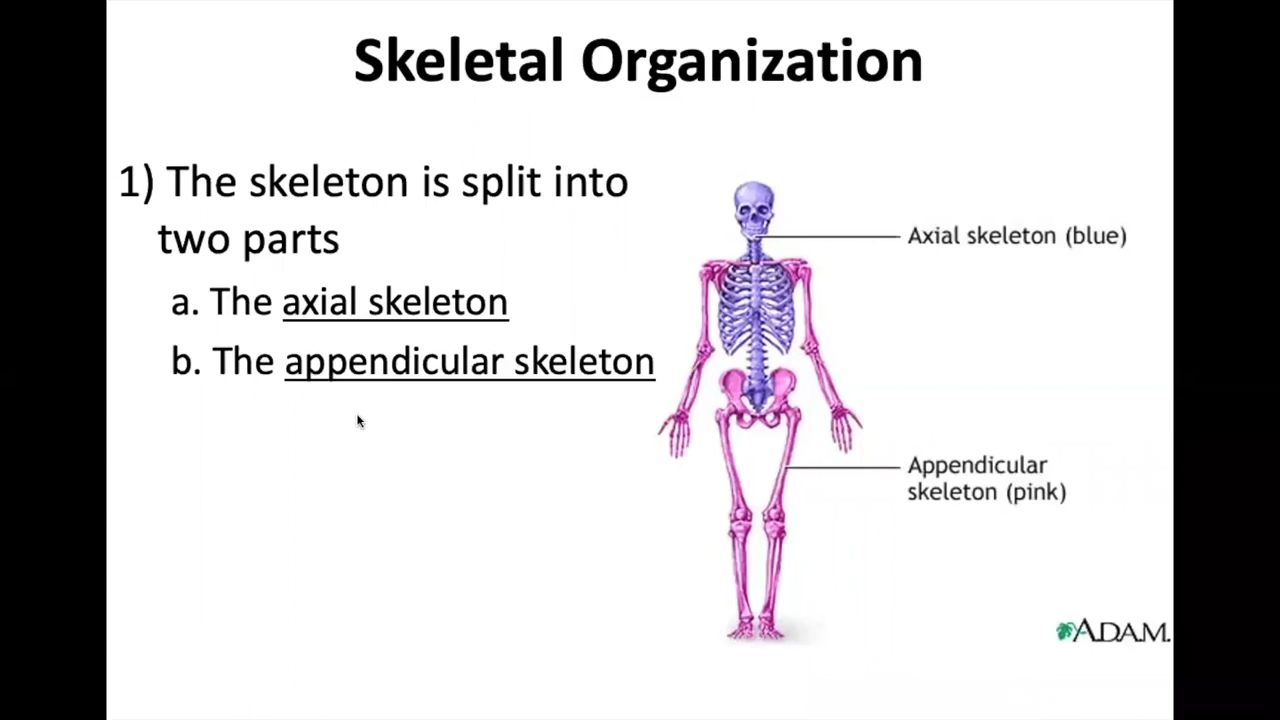 Skeletal Organization
1) The skeleton is split into
two parts
a. The axial skeleton
b. The appendicular skeleton
Axial skeleton (blue)
Appendicular
skeleton (pink)
A.D.A.M.